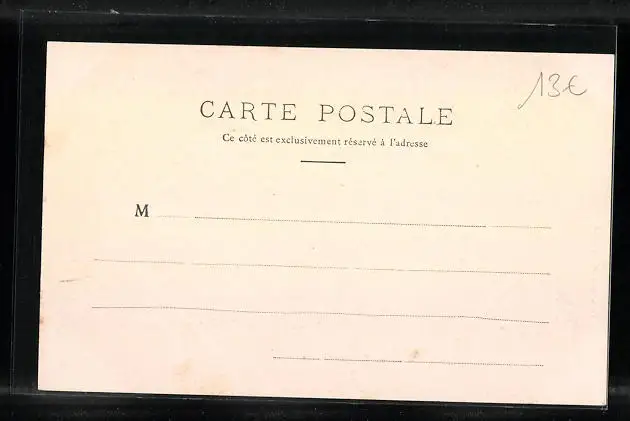 13€
CARTE POSTALE
Ce côté est exclusivement réservé à l'adresse
M